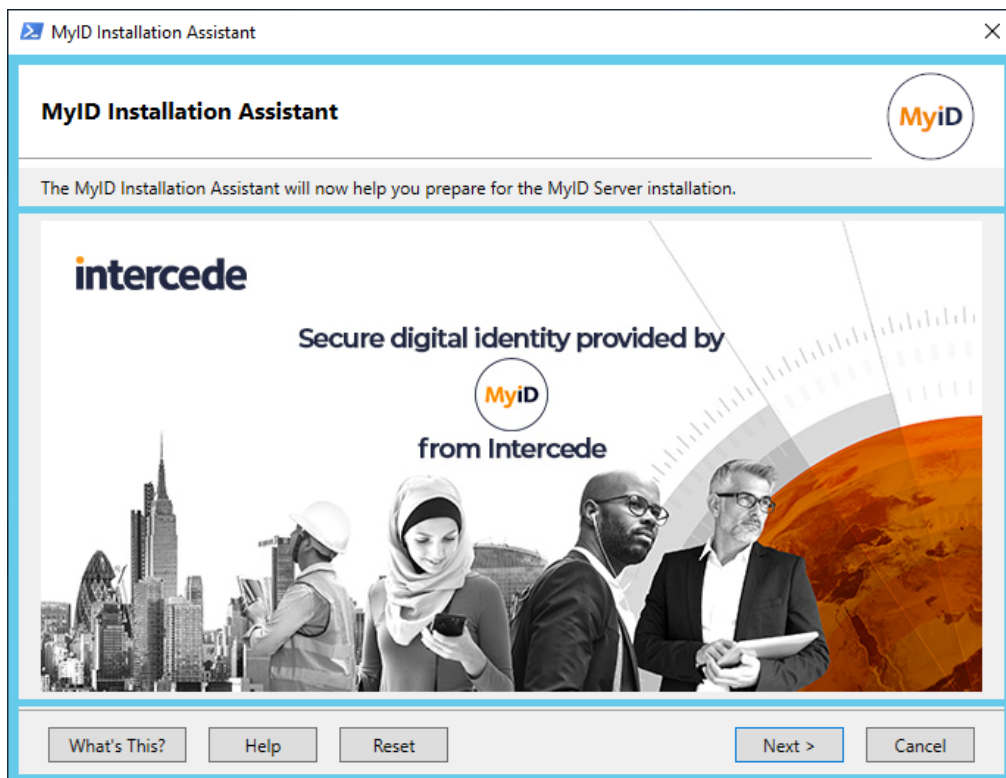 MyID Installation Assistant
MyID Installation Assistant
MyiD
The MyID Installation Assistant will now help you prepare for the MyID Server installation.
intercede
Secure digital identity provided by
MyiD
from Intercede
What's This?
Help
Reset
Next >
Cancel